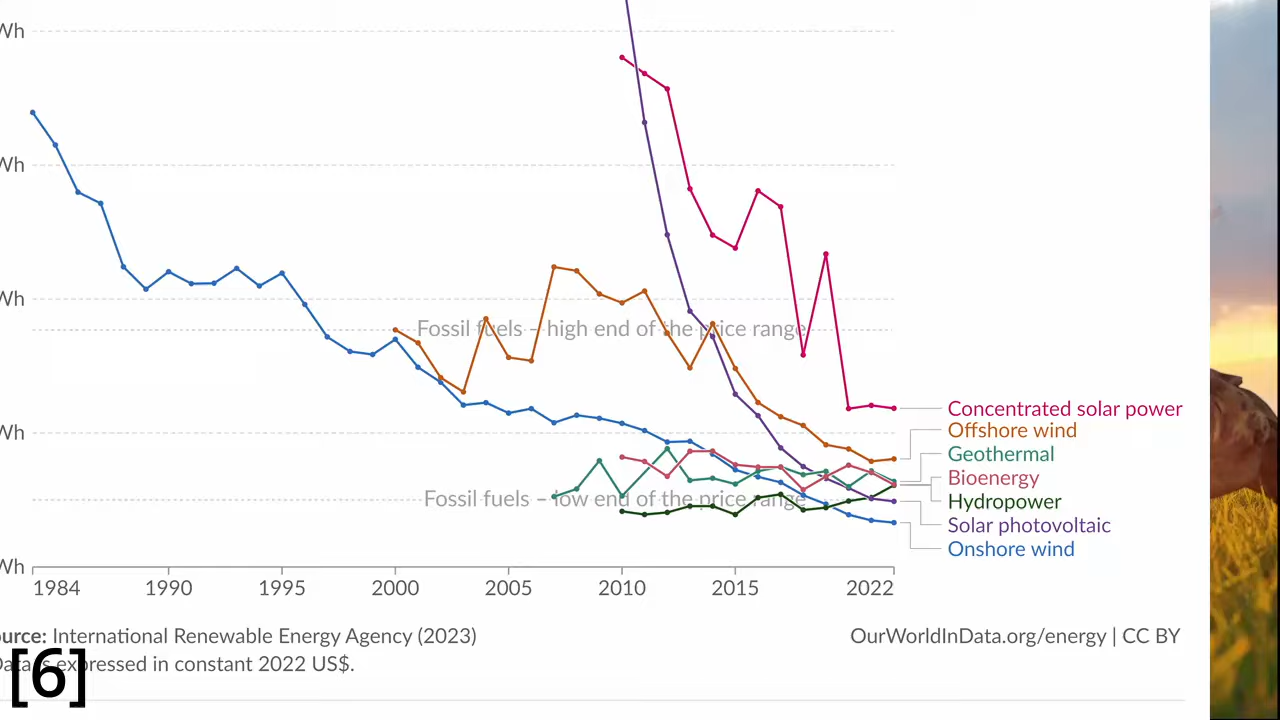 Wh
Wh
Wh
Fossil fuels – high end of the price range
Concentrated solar power
Offshore wind
Wh
Geothermal
Bioenergy
Fossil fuels – low end of the price range
Hydropower
Solar photovoltaic
Onshore wind
Wh
1984 1990 1995 2000 2005 2010 2015 2022
urce: International Renewable Energy Agency (2023)
OurWorldInData.org/energy | CC BY
Data is expressed in constant 2022 US$.
[6]